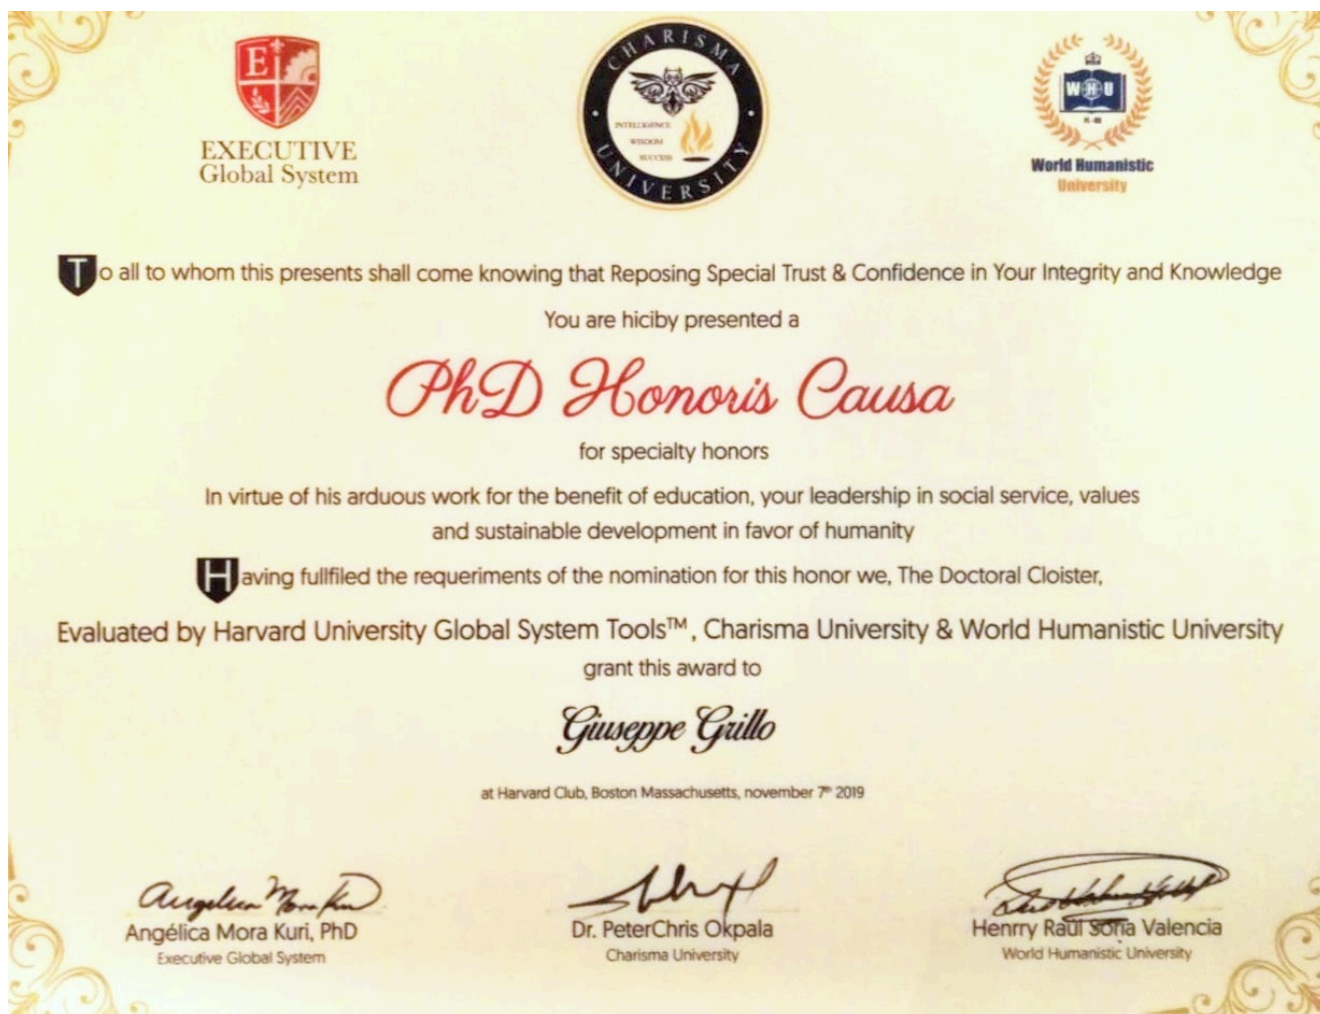 E
EXECUTIVE
Global System
CHARISMA
UNIVERSITY
INTELLIGENCE
WISDOM
SUCCESS
WHU
World Humanistic
University
To all to whom this presents shall come knowing that Reposing Special Trust & Confidence in Your Integrity and Knowledge
You are hiciby presented a
PhD Honoris Causa
for specialty honors
In virtue of his arduous work for the benefit of education, your leadership in social service, values
and sustainable development in favor of humanity
Having fullfiled the requeriments of the nomination for this honor we, The Doctoral Cloister,
Evaluated by Harvard University Global System Tools™, Charisma University & World Humanistic University
grant this award to
Giuseppe Grillo
at Harvard Club, Boston Massachusetts, november 7th 2019
Angélica Mora Kuri, PhD
Executive Global System
Dr. PeterChris Okpala
Charisma University
Henrry Raúl Soria Valencia
World Humanistic University